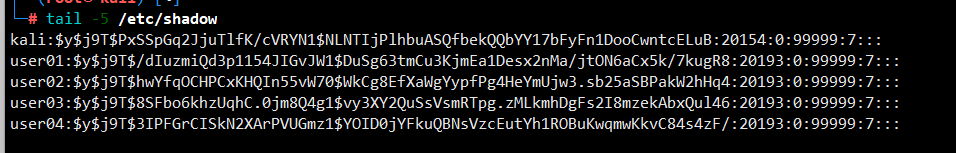 (root㉿kali) [~]
└─# tail -5 /etc/shadow
kali:$y$j9T$PxSSpGq2JjuTlfK/cVRYN1$NLNTIjPlhbuASQfbekQQbYY17bFyFn1DooCwntcELuB:20154:0:99999:7:::
user01:$y$j9T$/dIuzmiQd3p1154JIGvJW1$DuSg63tmCu3KjmEa1Desx2nMa/jtON6aCx5k/7kugR8:20193:0:99999:7:::
user02:$y$j9T$hwYfqOCHPCxKHQIn55vW70$WkCg8EfXaWgYypfPg4HeYmUjw3.sb25aSBPakW2hHq4:20193:0:99999:7:::
user03:$y$j9T$8SFbo6khzUqhC.0jm8Q4g1$vy3XY2QuSsVsmRTpg.zMLkmhDgFs2I8mzekAbxQul46:20193:0:99999:7:::
user04:$y$j9T$3IPFGrCISkN2XArPVUGmz1$YOID0jYFkuQBNsVzcEutYh1ROBuKwqmwKkvC84s4zF/:20193:0:99999:7:::